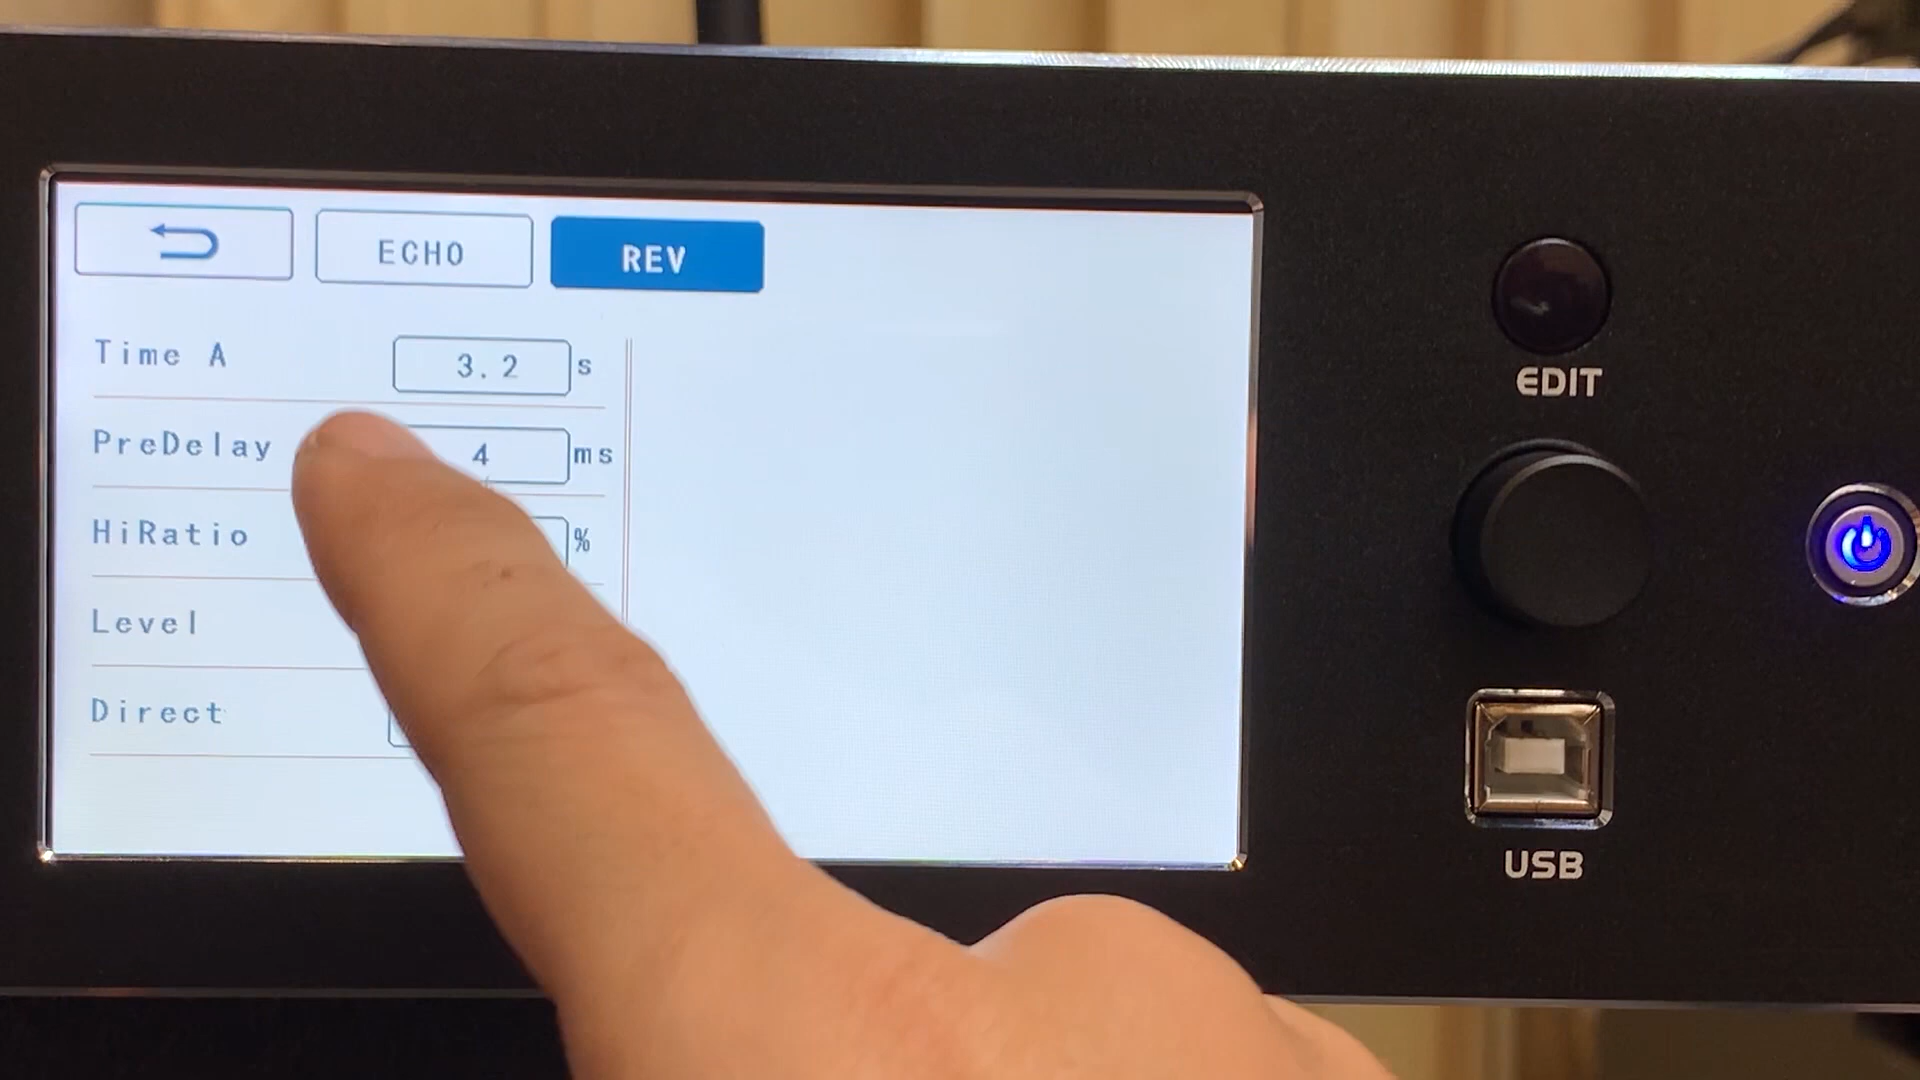 ECHO REV
Time A 3.2 s
PreDelay 4 ms
HiRatio %
Level
Direct
EDIT
USB